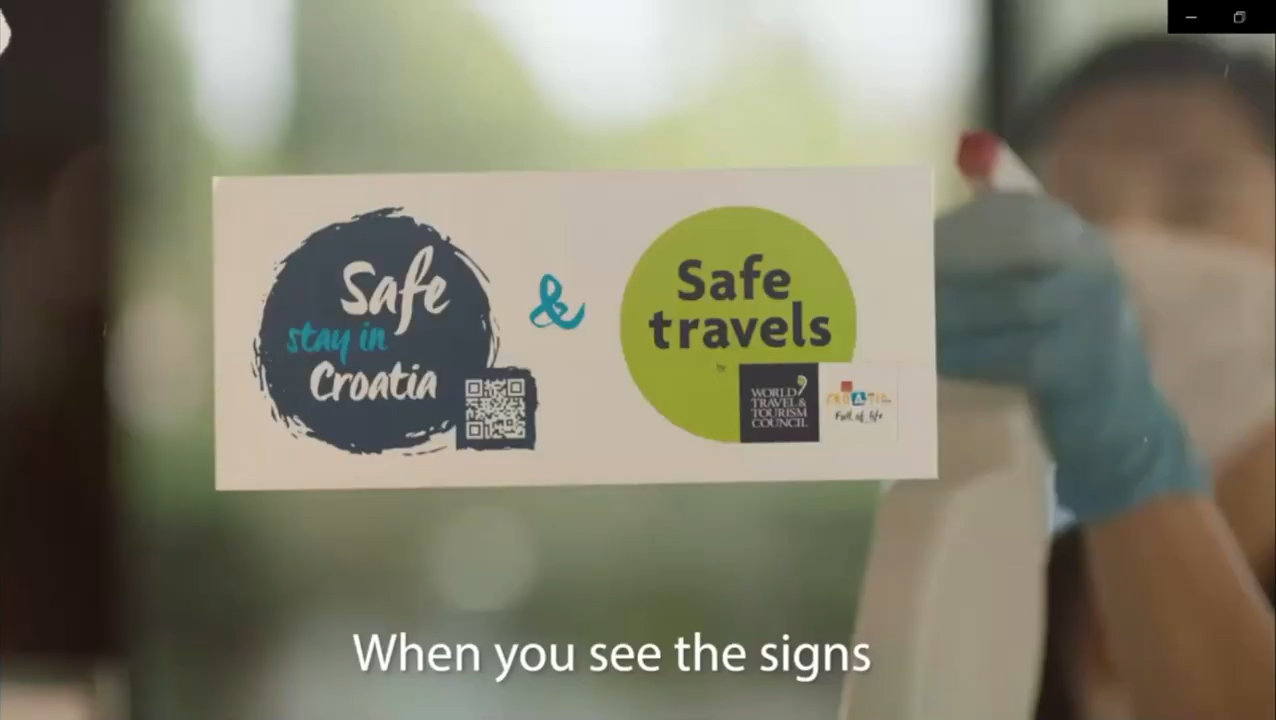 Safe
stay in
Croatia
&
Safe
travels
by
WORLD
TRAVEL &
TOURISM
COUNCIL
CROATIA
Full of life
When you see the signs